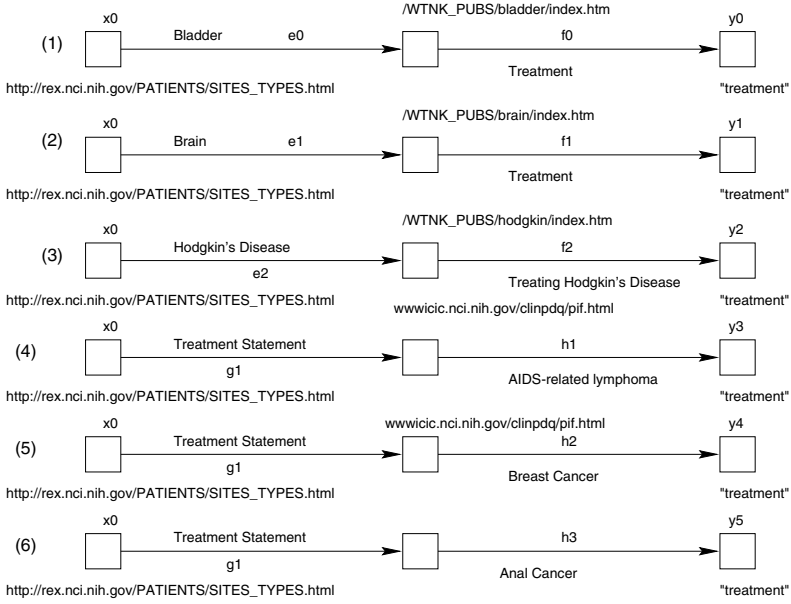 /WTNK_PUBS/bladder/index.htm
x0 y0
(1) Bladder e0 f0
Treatment
http://rex.nci.nih.gov/PATIENTS/SITES_TYPES.html "treatment"
/WTNK_PUBS/brain/index.htm
x0 y1
(2) Brain e1 f1
Treatment
http://rex.nci.nih.gov/PATIENTS/SITES_TYPES.html "treatment"
/WTNK_PUBS/hodgkin/index.htm
x0 y2
(3) Hodgkin's Disease f2
e2 Treating Hodgkin's Disease
http://rex.nci.nih.gov/PATIENTS/SITES_TYPES.html "treatment"
wwwicic.nci.nih.gov/clinpdq/pif.html
x0 y3
(4) Treatment Statement h1
g1 AIDS-related lymphoma
http://rex.nci.nih.gov/PATIENTS/SITES_TYPES.html "treatment"
x0 wwwicic.nci.nih.gov/clinpdq/pif.html y4
(5) Treatment Statement h2
g1 Breast Cancer
http://rex.nci.nih.gov/PATIENTS/SITES_TYPES.html "treatment"
x0 y5
(6) Treatment Statement h3
g1 Anal Cancer
http://rex.nci.nih.gov/PATIENTS/SITES_TYPES.html "treatment"